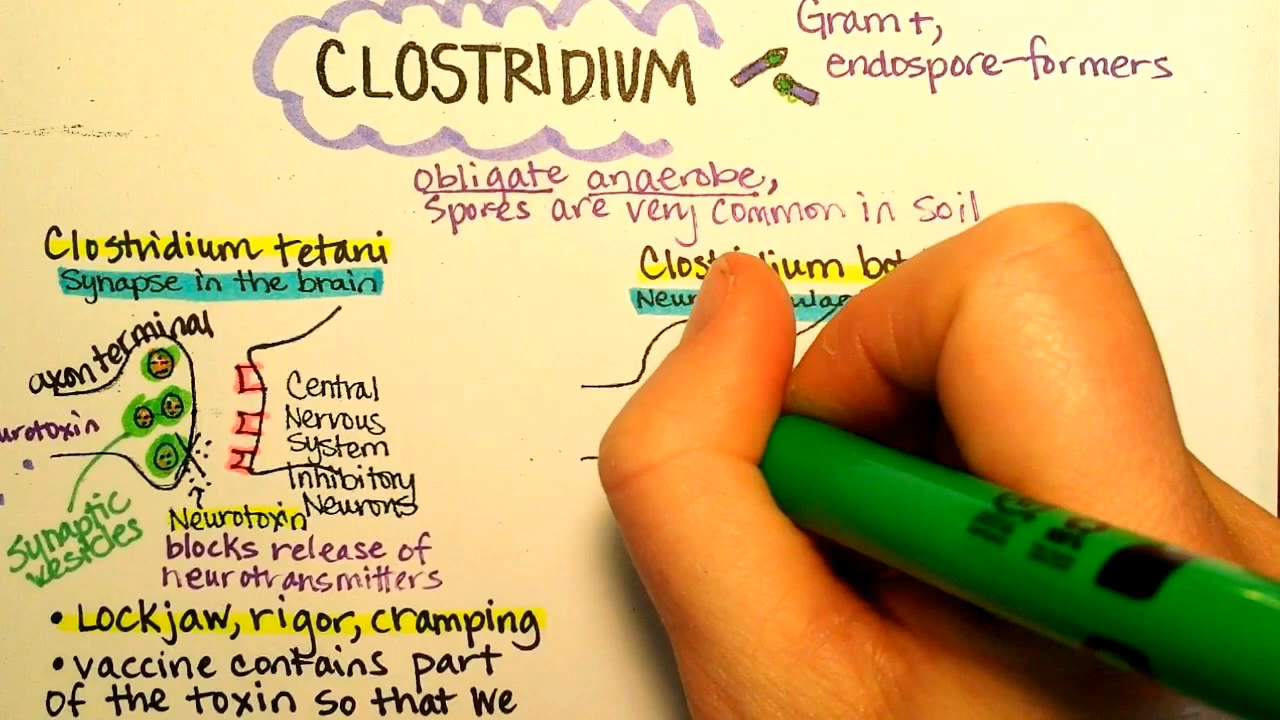 CLOSTRIDIUM
Gram +,
endospore-formers
obligate anaerobe,
Spores are very common in soil
Clostridium tetani
Synapse in the brain
axon terminal
Central
Nervous
System
Inhibitory
Neurons
Synaptic
vesicles
Neurotoxin
blocks release of
neurotransmitters
• Lockjaw, rigor, cramping
• vaccine contains part
of the toxin so that we